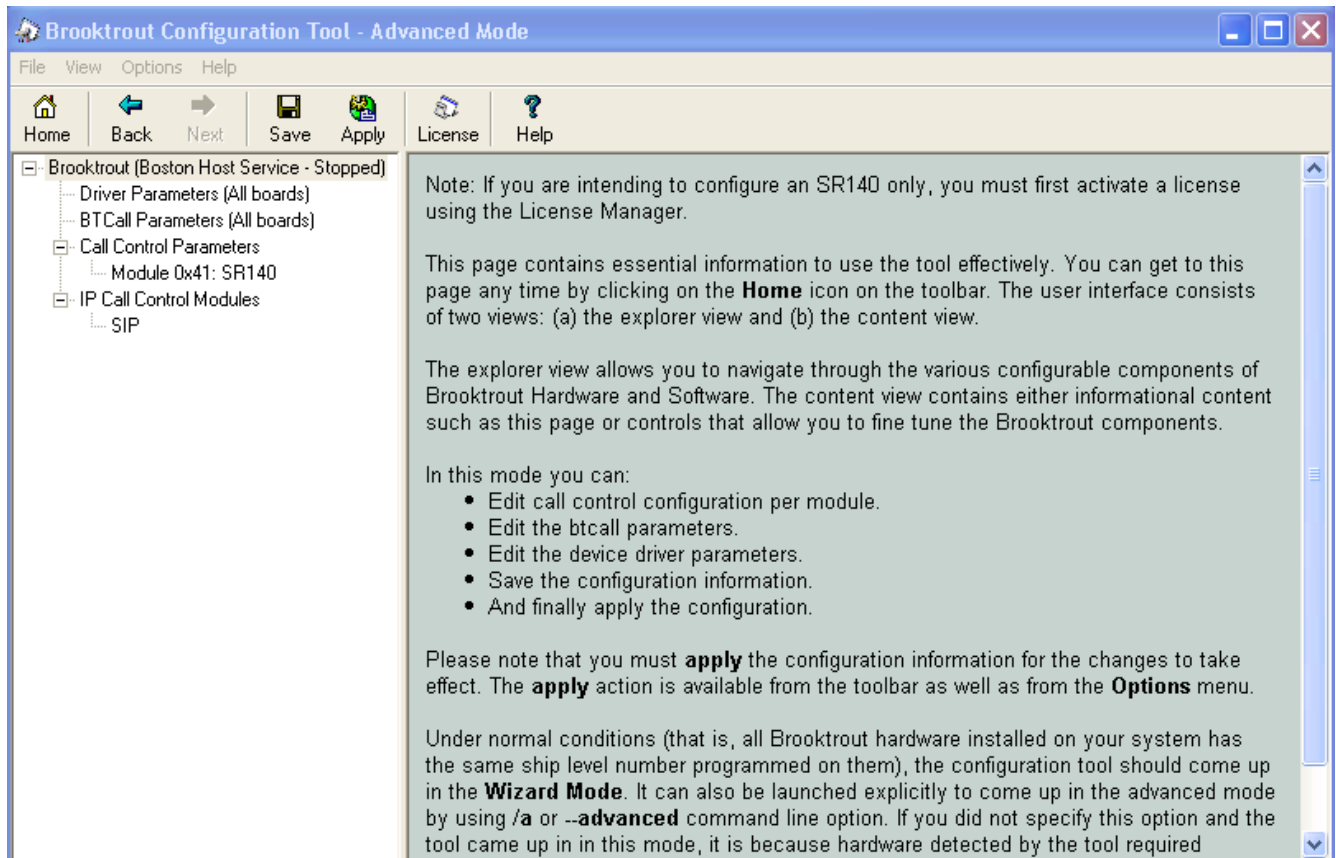 Brooktrout Configuration Tool - Advanced Mode
File View Options Help
Home Back Next Save Apply License Help
Brooktrout (Boston Host Service - Stopped)
Driver Parameters (All boards)
BTCall Parameters (All boards)
Call Control Parameters
Module 0x41: SR140
IP Call Control Modules
SIP
Note: If you are intending to configure an SR140 only, you must first activate a license
using the License Manager.
This page contains essential information to use the tool effectively. You can get to this
page any time by clicking on the Home icon on the toolbar. The user interface consists
of two views: (a) the explorer view and (b) the content view.
The explorer view allows you to navigate through the various configurable components of
Brooktrout Hardware and Software. The content view contains either informational content
such as this page or controls that allow you to fine tune the Brooktrout components.
In this mode you can:
• Edit call control configuration per module.
• Edit the btcall parameters.
• Edit the device driver parameters.
• Save the configuration information.
• And finally apply the configuration.
Please note that you must apply the configuration information for the changes to take
effect. The apply action is available from the toolbar as well as from the Options menu.
Under normal conditions (that is, all Brooktrout hardware installed on your system has
the same ship level number programmed on them), the configuration tool should come up
in the Wizard Mode. It can also be launched explicitly to come up in the advanced mode
by using /a or --advanced command line option. If you did not specify this option and the
tool came up in in this mode, it is because hardware detected by the tool required